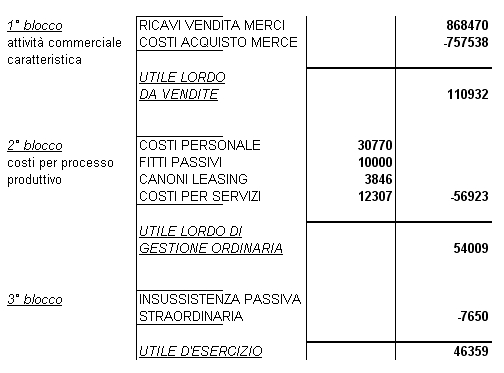 1° blocco RICAVI VENDITA MERCI 868470
attività commerciale COSTI ACQUISTO MERCE -757538
caratteristica
UTILE LORDO
DA VENDITE 110932
2° blocco COSTI PERSONALE 30770
costi per processo FITTI PASSIVI 10000
produttivo CANONI LEASING 3846
COSTI PER SERVIZI 12307 -56923
UTILE LORDO DI
GESTIONE ORDINARIA 54009
3° blocco INSUSSISTENZA PASSIVA
STRAORDINARIA -7650
UTILE D'ESERCIZIO 46359